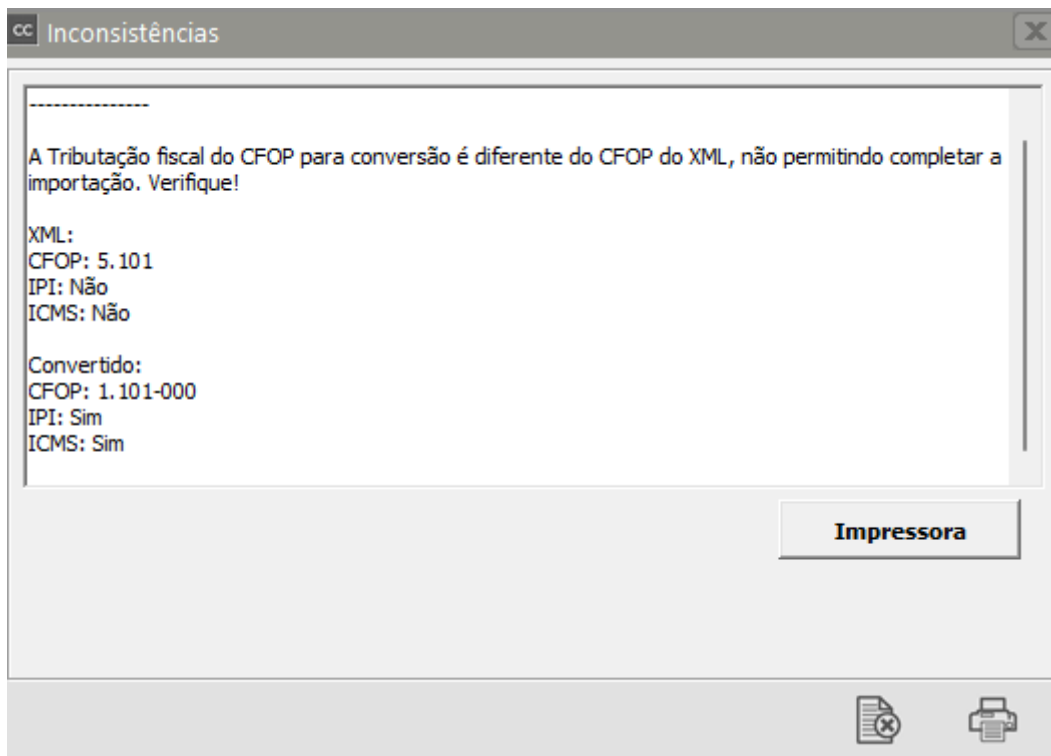 cc Inconsistências
---------------
A Tributação fiscal do CFOP para conversão é diferente do CFOP do XML, não permitindo completar a
importação. Verifique!
XML:
CFOP: 5.101
IPI: Não
ICMS: Não
Convertido:
CFOP: 1.101-000
IPI: Sim
ICMS: Sim
Impressora